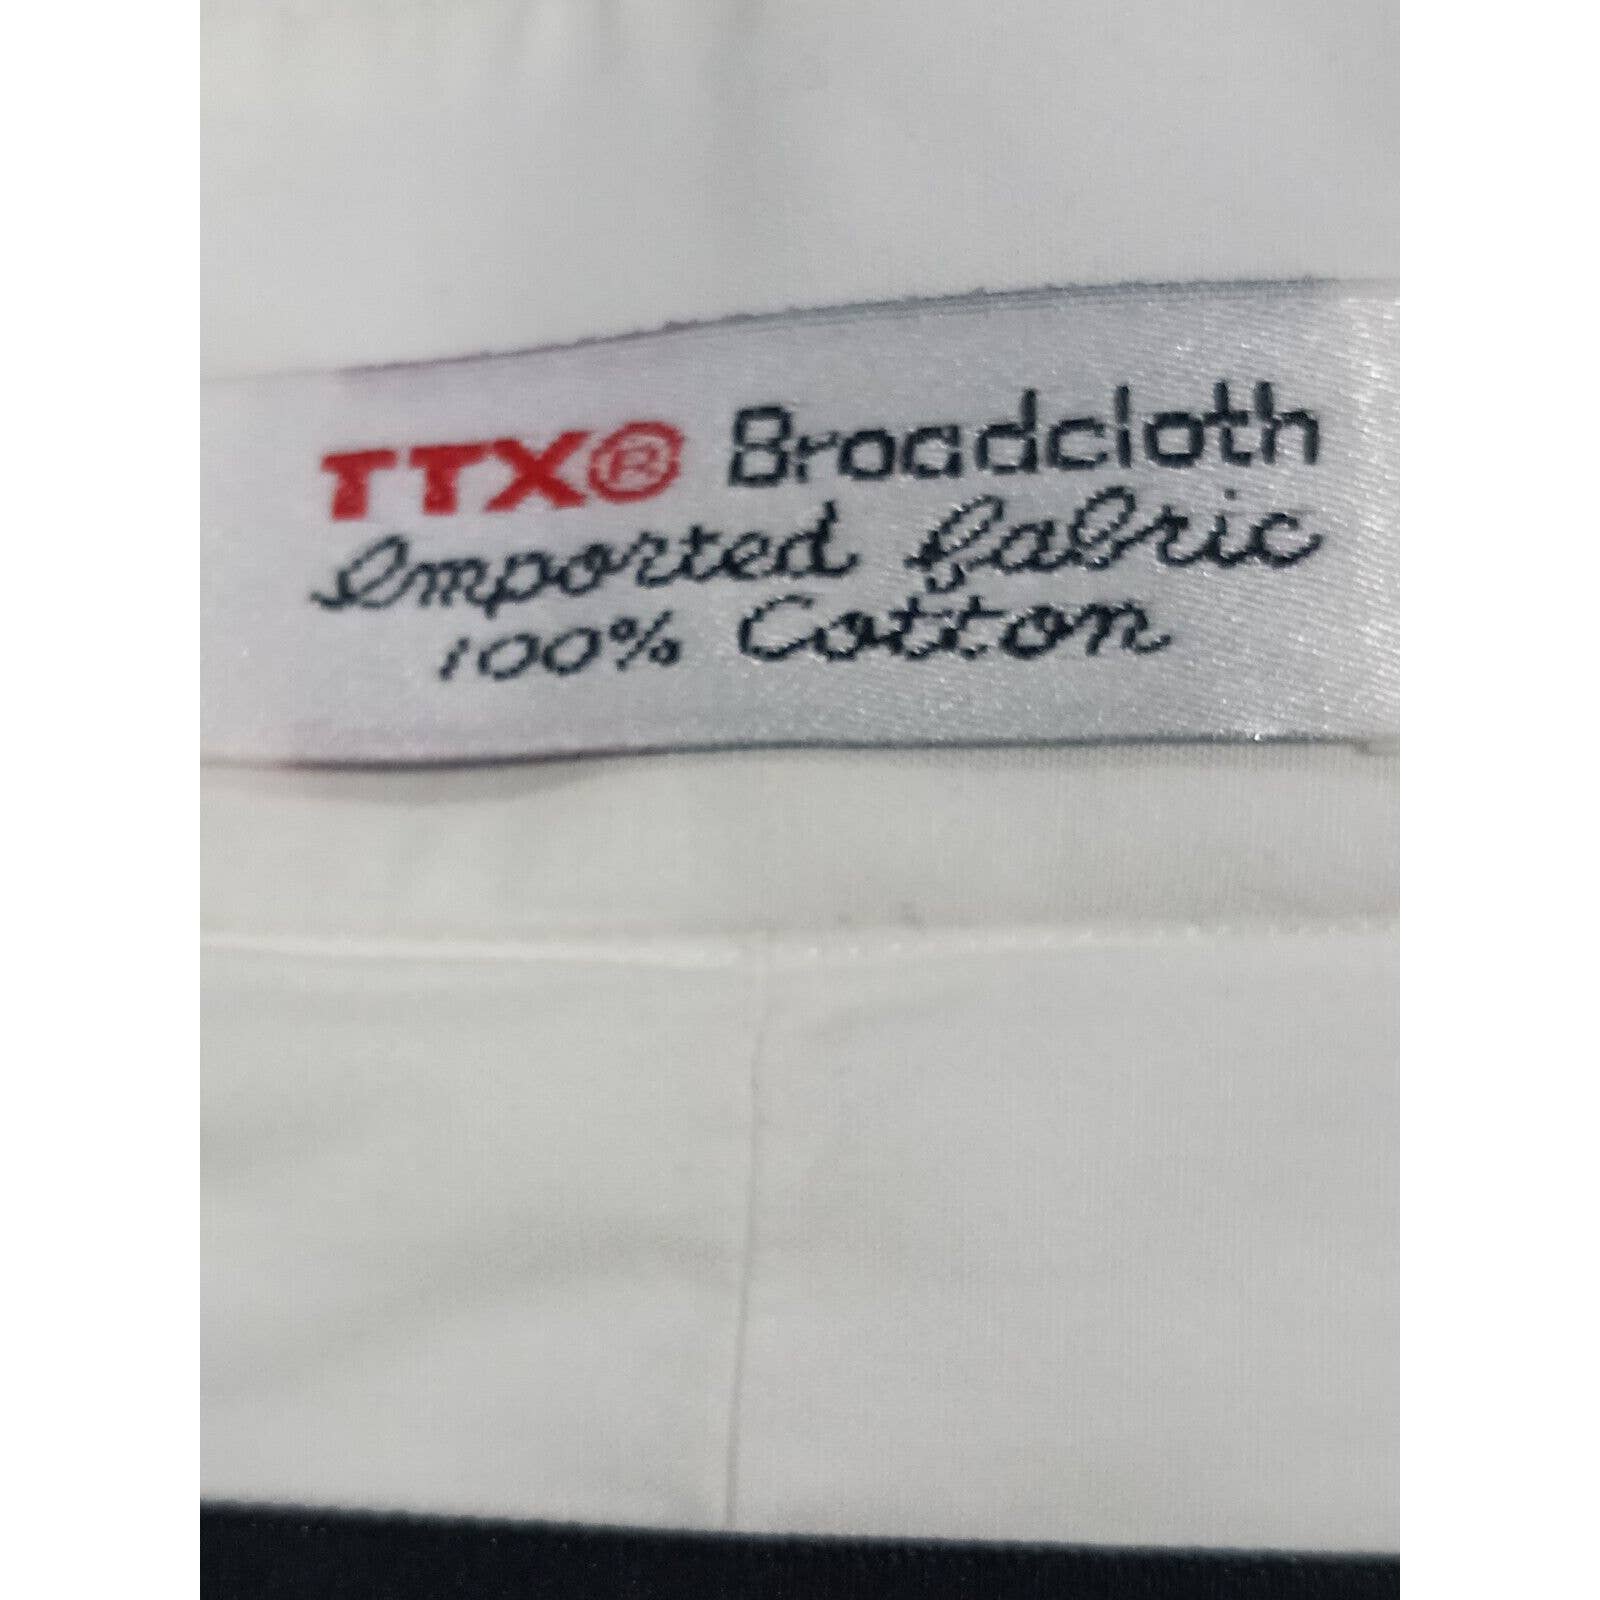 TTX® Broadcloth
Imported fabric
100% Cotton